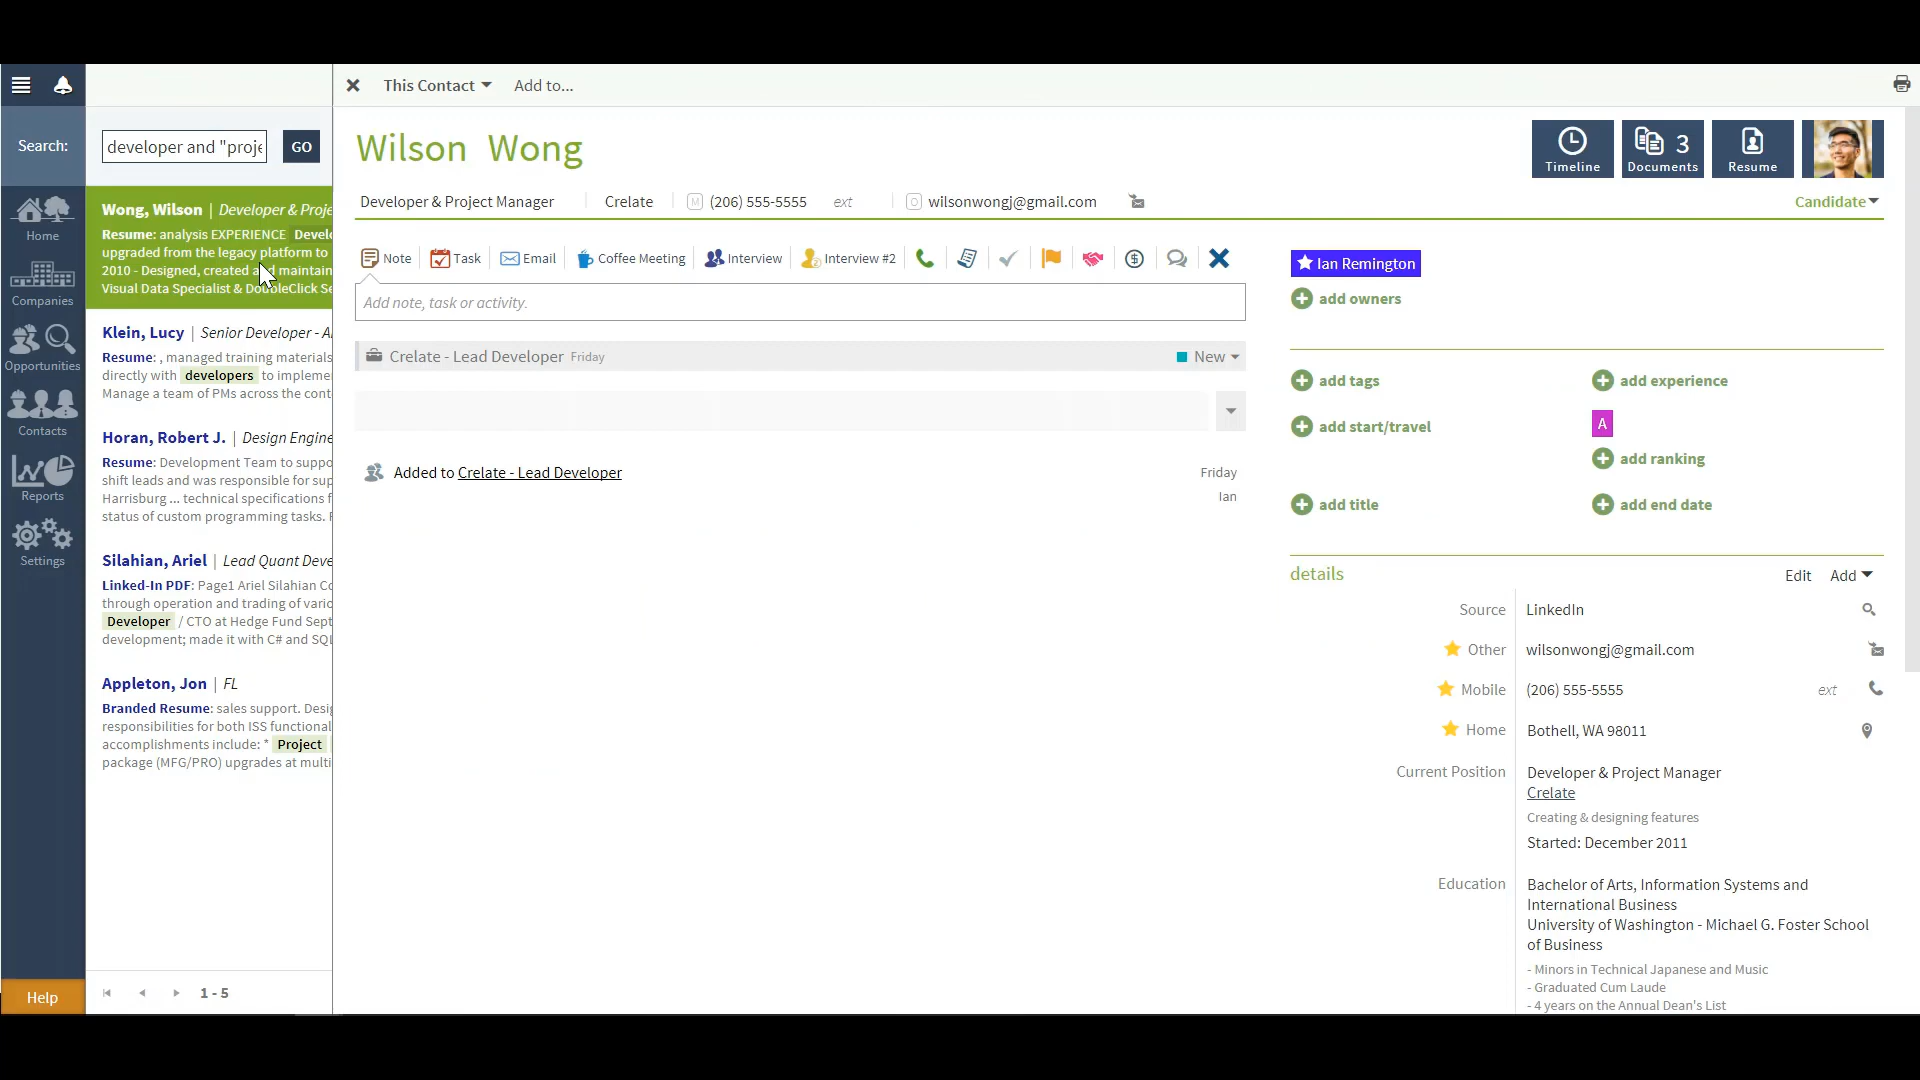 This Contact
Add to...
Search:
developer and "proje
GO
Home
Companies
Opportunities
Contacts
Reports
Settings
Help
Wong, Wilson | Developer & Proje
Resume: analysis EXPERIENCE Develo
upgraded from the legacy platform to
2010 - Designed, created and maintain
Visual Data Specialist & DoubleClick Se
Klein, Lucy | Senior Developer - A
Resume: , managed training materials
directly with developers to implemen
Manage a team of PMs across the cont
Horan, Robert J. | Design Engine
Resume: Development Team to suppo
shift leads and was responsible for sup
Harrisburg ... technical specifications f
status of custom programming tasks.
Silahian, Ariel | Lead Quant Deve
Linked-In PDF: Page1 Ariel Silahian Co
through operation and trading of vario
Developer / CTO at Hedge Fund Sept
development; made it with C# and SQL
Appleton, Jon | FL
Branded Resume: sales support. Desig
responsibilities for both ISS functional
accomplishments include: * Project
package (MFG/PRO) upgrades at multi
1 - 5
Wilson Wong
Timeline
3
Documents
Resume
Developer & Project Manager
Crelate
M (206) 555-5555 ext
O wilsonwongj@gmail.com
Candidate
Note
Task
Email
Coffee Meeting
Interview
Interview #2
Add note, task or activity.
Crelate - Lead Developer Friday
New
Added to Crelate - Lead Developer
Friday
Ian
Ian Remington
add owners
add tags
add experience
add start/travel
A
add ranking
add title
add end date
details
Edit
Add
Source LinkedIn
Other wilsonwongj@gmail.com
Mobile (206) 555-5555 ext
Home Bothell, WA 98011
Current Position Developer & Project Manager
Crelate
Creating & designing features
Started: December 2011
Education Bachelor of Arts, Information Systems and
International Business
University of Washington - Michael G. Foster School
of Business
- Minors in Technical Japanese and Music
- Graduated Cum Laude
- 4 years on the Annual Dean's List